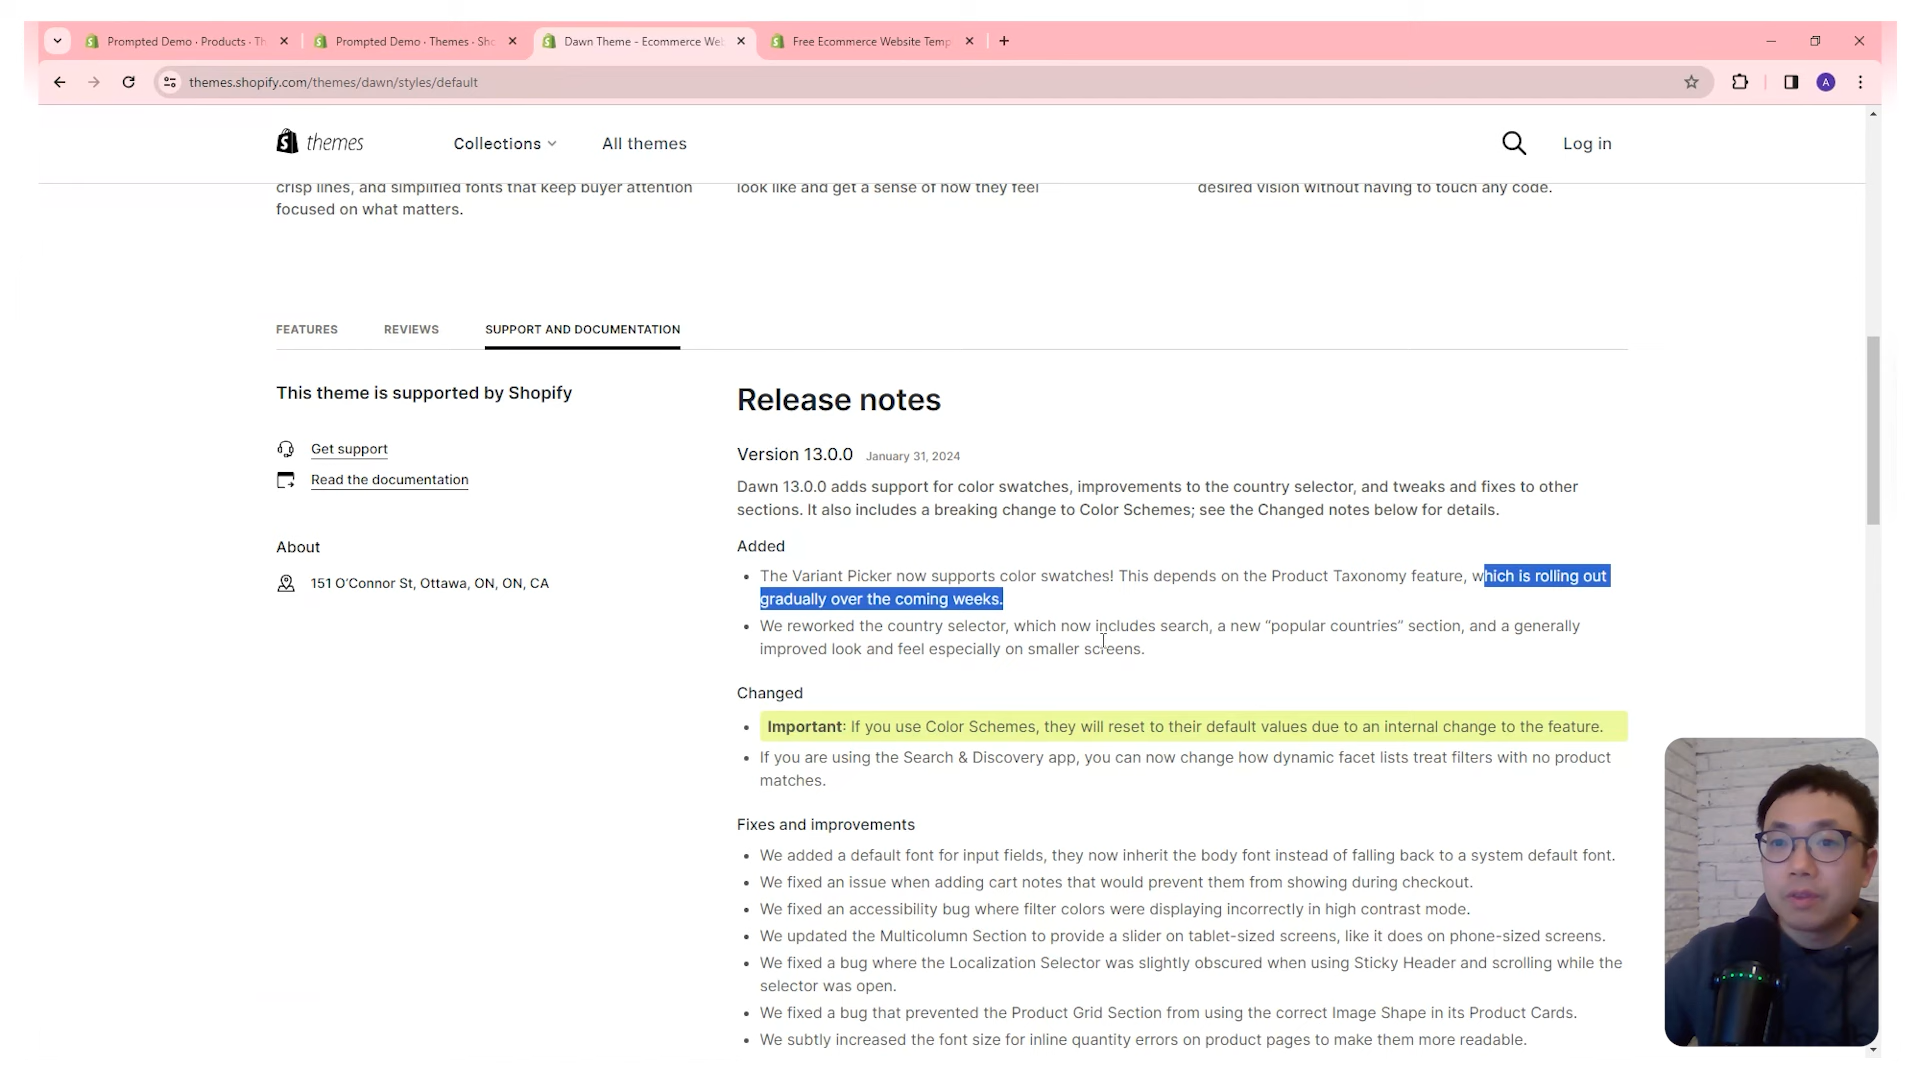 Prompted Demo · Products · Th
Prompted Demo · Themes · Sho
Dawn Theme - Ecommerce Web
Free Ecommerce Website Temp
themes.shopify.com/themes/dawn/styles/default
A
themes
Collections
All themes
Log in
crisp lines, and simplified fonts that keep buyer attention
focused on what matters.
look like and get a sense of how they feel
desired vision without having to touch any code.
FEATURES
REVIEWS
SUPPORT AND DOCUMENTATION
This theme is supported by Shopify
Get support
Read the documentation
About
151 O'Connor St, Ottawa, ON, ON, CA
Release notes
Version 13.0.0 January 31, 2024
Dawn 13.0.0 adds support for color swatches, improvements to the country selector, and tweaks and fixes to other
sections. It also includes a breaking change to Color Schemes; see the Changed notes below for details.
Added
• The Variant Picker now supports color swatches! This depends on the Product Taxonomy feature, which is rolling out
gradually over the coming weeks.
• We reworked the country selector, which now includes search, a new “popular countries” section, and a generally
improved look and feel especially on smaller screens.
Changed
• Important: If you use Color Schemes, they will reset to their default values due to an internal change to the feature.
• If you are using the Search & Discovery app, you can now change how dynamic facet lists treat filters with no product
matches.
Fixes and improvements
• We added a default font for input fields, they now inherit the body font instead of falling back to a system default font.
• We fixed an issue when adding cart notes that would prevent them from showing during checkout.
• We fixed an accessibility bug where filter colors were displaying incorrectly in high contrast mode.
• We updated the Multicolumn Section to provide a slider on tablet-sized screens, like it does on phone-sized screens.
• We fixed a bug where the Localization Selector was slightly obscured when using Sticky Header and scrolling while the
selector was open.
• We fixed a bug that prevented the Product Grid Section from using the correct Image Shape in its Product Cards.
• We subtly increased the font size for inline quantity errors on product pages to make them more readable.